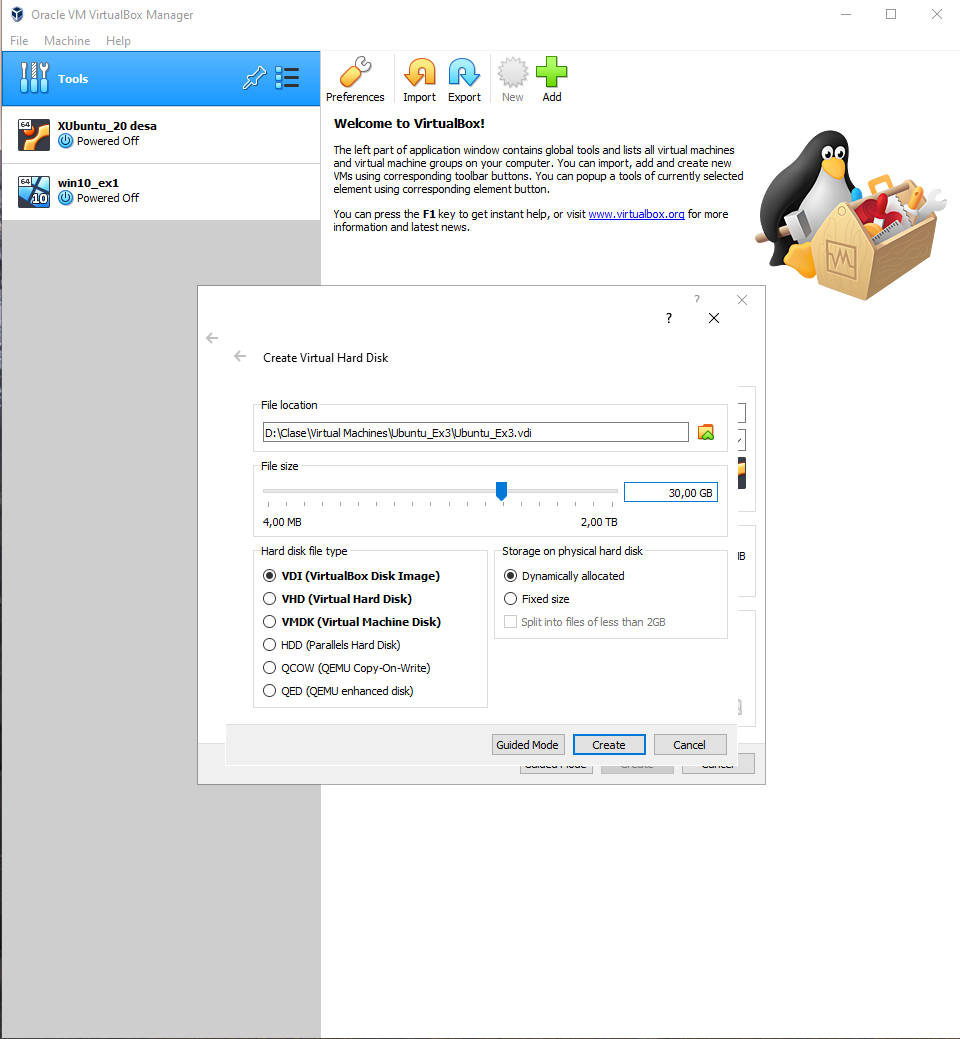 Oracle VM VirtualBox Manager
File Machine Help
Tools
Preferences
Import
Export
New
Add
64
XUbuntu_20 desa
Powered Off
64
10
win10_ex1
Powered Off
Welcome to VirtualBox!
The left part of application window contains global tools and lists all virtual machines
and virtual machine groups on your computer. You can import, add and create new
VMs using corresponding toolbar buttons. You can popup a tools of currently selected
element using corresponding element button.
You can press the F1 key to get instant help, or visit www.virtualbox.org for more
information and latest news.
VM
?
?
Create Virtual Hard Disk
File location
D:\Clase\Virtual Machines\Ubuntu_Ex3\Ubuntu_Ex3.vdi
File size
30,00 GB
4,00 MB
2,00 TB
Hard disk file type
VDI (VirtualBox Disk Image)
VHD (Virtual Hard Disk)
VMDK (Virtual Machine Disk)
HDD (Parallels Hard Disk)
QCOW (QEMU Copy-On-Write)
QED (QEMU enhanced disk)
Storage on physical hard disk
Dynamically allocated
Fixed size
Split into files of less than 2GB
Guided Mode
Create
Cancel
Guided Mode
Create
Cancel